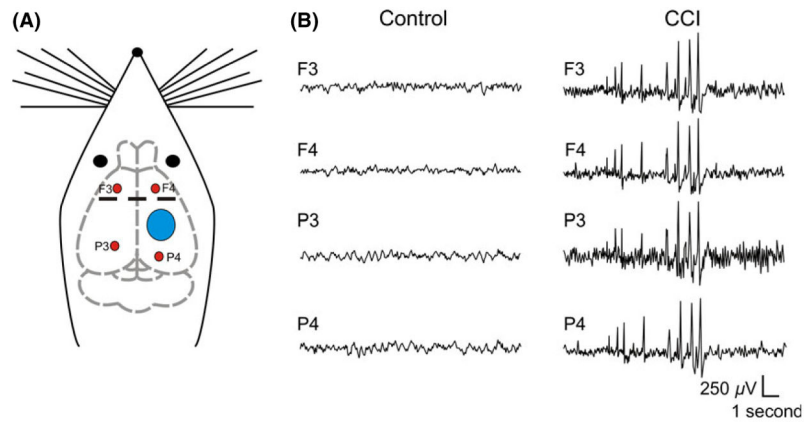 (A)
F3
F4
P3
P4
(B)
Control
CCI
F3
F3
F4
F4
P3
P3
P4
P4
250 µV
1 second